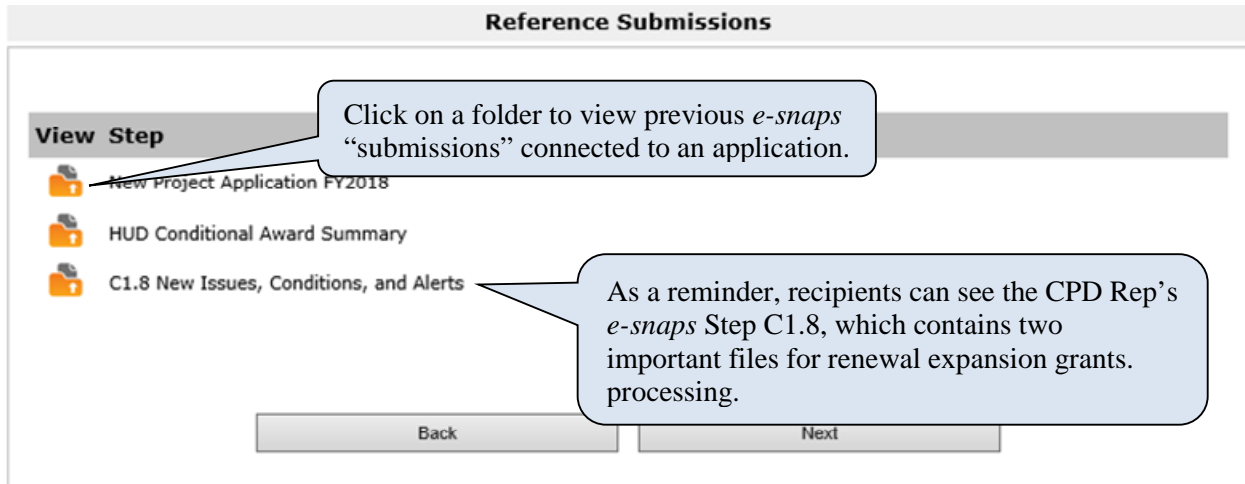 Reference Submissions
Click on a folder to view previous e-snaps
“submissions” connected to an application.
View Step
New Project Application FY2018
HUD Conditional Award Summary
C1.8 New Issues, Conditions, and Alerts
As a reminder, recipients can see the CPD Rep’s
e-snaps Step C1.8, which contains two
important files for renewal expansion grants.
processing.
Back Next